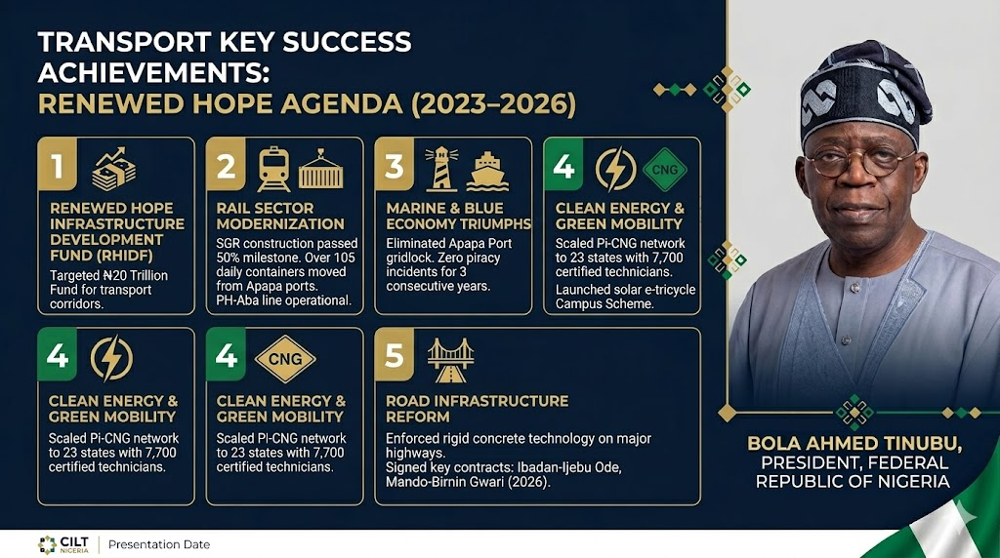 TRANSPORT KEY SUCCESS
ACHIEVEMENTS:
RENEWED HOPE AGENDA (2023–2026)
1
RENEWED HOPE
INFRASTRUCTURE
DEVELOPMENT
FUND (RHIDF)
Targeted ₦20 Trillion
Fund for transport
corridors.
2
RAIL SECTOR
MODERNIZATION
SGR construction passed
50% milestone. Over 105
daily containers moved
from Apapa ports.
PH-Aba line operational.
3
MARINE & BLUE
ECONOMY TRIUMPHS
Eliminated Apapa Port
gridlock. Zero piracy
incidents for 3
consecutive years.
4
CNG
CLEAN ENERGY &
GREEN MOBILITY
Scaled Pi-CNG network
to 23 states with 7,700
certified technicians.
Launched solar e-tricycle
Campus Scheme.
4
CLEAN ENERGY &
GREEN MOBILITY
Scaled Pi-CNG network
to 23 states with 7,700
certified technicians.
4
CNG
CLEAN ENERGY &
GREEN MOBILITY
Scaled Pi-CNG network
to 23 states with 7,700
certified technicians.
5
ROAD INFRASTRUCTURE
REFORM
Enforced rigid concrete technology on major
highways.
Signed key contracts: Ibadan-Ijebu Ode,
Mando-Birnin Gwari (2026).
BOLA AHMED TINUBU,
PRESIDENT, FEDERAL
REPUBLIC OF NIGERIA
CILT
NIGERIA
Presentation Date